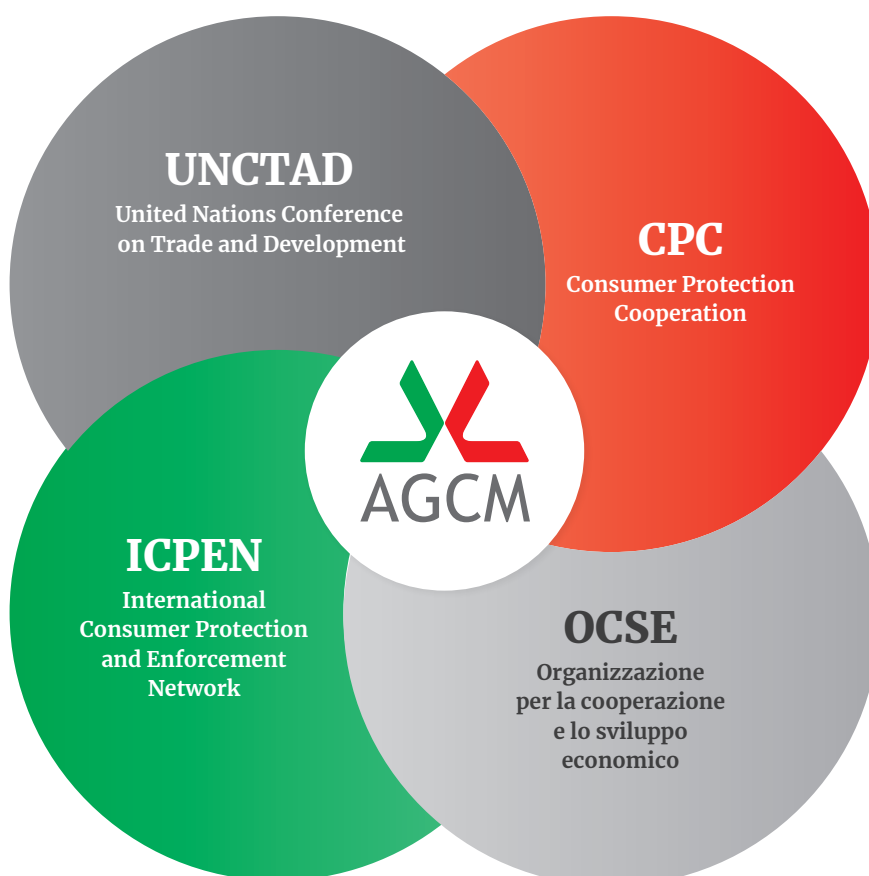 UNCTAD
United Nations Conference
on Trade and Development
CPC
Consumer Protection
Cooperation
AGCM
ICPEN
International
Consumer Protection
and Enforcement
Network
OCSE
Organizzazione
per la cooperazione
e lo sviluppo
economico